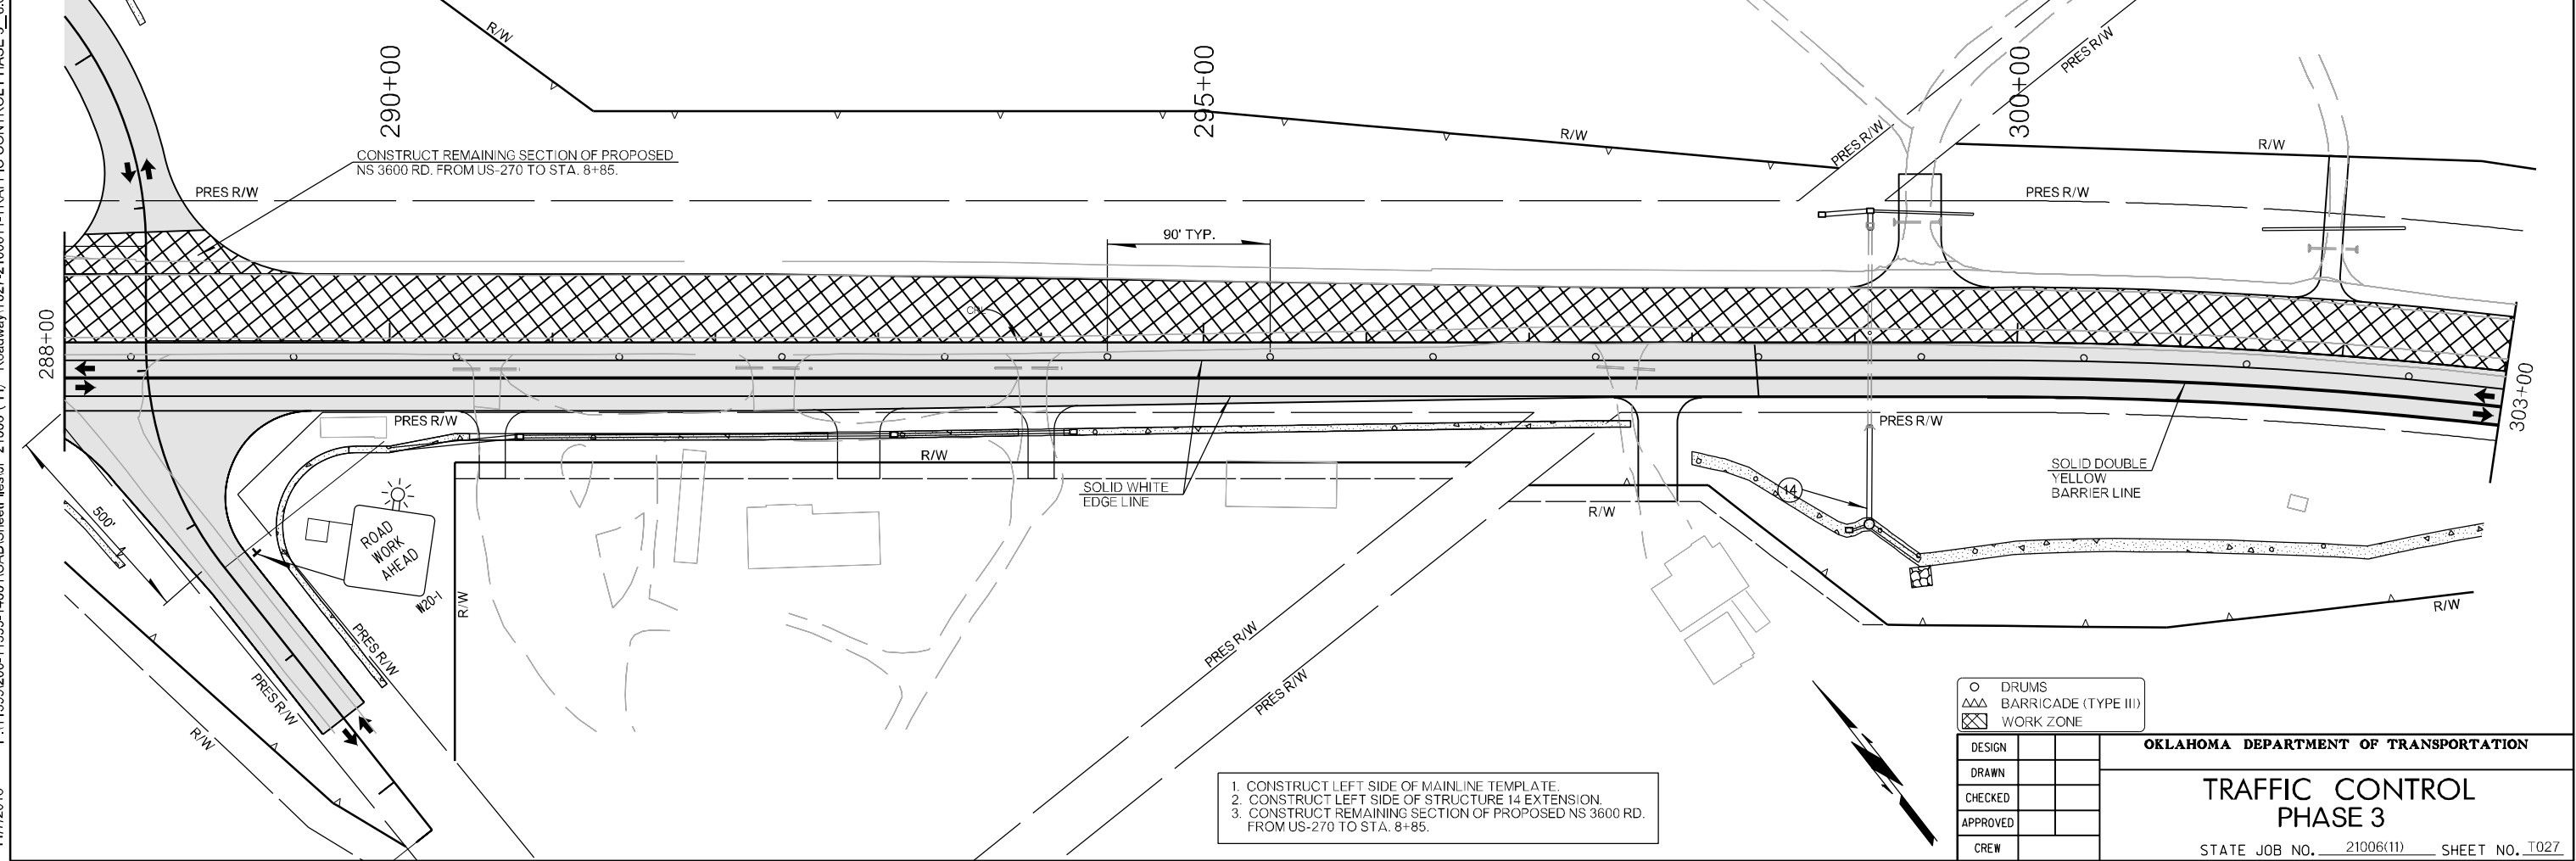 R/W
290+00
295+00
300+00
PRES R/W
CONSTRUCT REMAINING SECTION OF PROPOSED
NS 3600 RD. FROM US-270 TO STA. 8+85.
R/W
PRES R/W
R/W
PRES R/W
PRES R/W
90' TYP.
288+00
303+00
PRES R/W
PRES R/W
R/W
SOLID WHITE
EDGE LINE
SOLID DOUBLE
YELLOW
BARRIER LINE
14
R/W
500'
ROAD
WORK
AHEAD
W20-1
R/W
R/W
PRES R/W
PRES R/W
PRES R/W
PRES R/W
R/W
DRUMS
BARRICADE (TYPE III)
WORK ZONE
1. CONSTRUCT LEFT SIDE OF MAINLINE TEMPLATE.
2. CONSTRUCT LEFT SIDE OF STRUCTURE 14 EXTENSION.
3. CONSTRUCT REMAINING SECTION OF PROPOSED NS 3600 RD.
FROM US-270 TO STA. 8+85.
DESIGN
DRAWN
CHECKED
APPROVED
CREW
OKLAHOMA DEPARTMENT OF TRANSPORTATION
TRAFFIC CONTROL
PHASE 3
STATE JOB NO. 21006(11) SHEET NO. T027